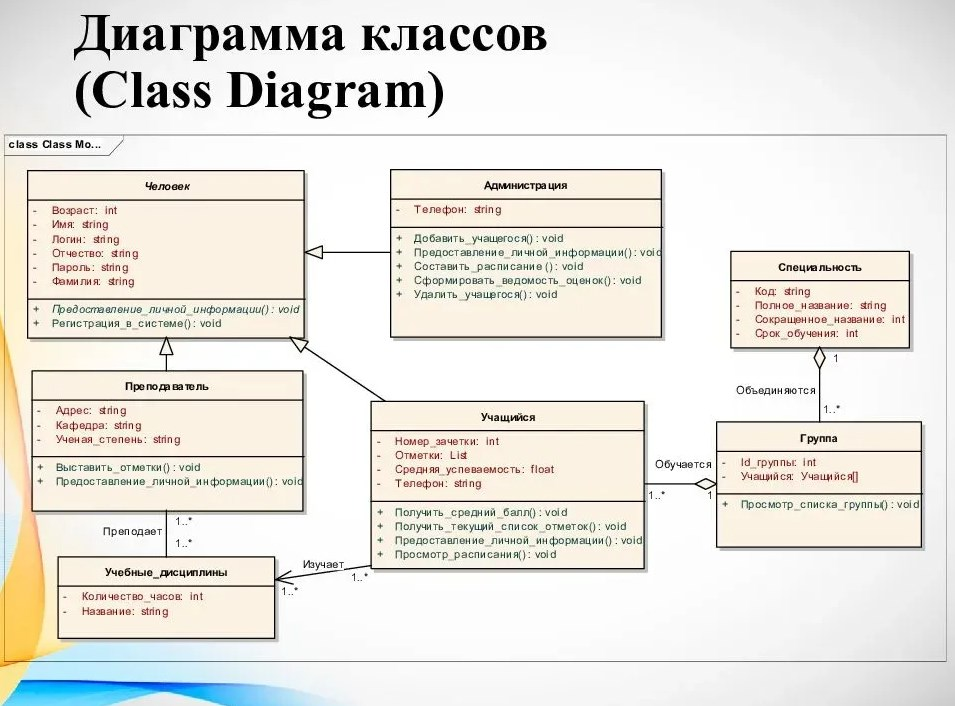 Диаграмма классов
(Class Diagram)
class Class Mo...
Человек
- Возраст: int
- Имя: string
- Логин: string
- Отчество: string
- Пароль: string
- Фамилия: string
+ Предоставление_личной_информации() : void
+ Регистрация_в_системе() : void
Администрация
- Телефон: string
+ Добавить_учащегося() : void
+ Предоставление_личной_информации() : void
+ Составить_расписание () : void
+ Сформировать_ведомость_оценок() : void
+ Удалить_учащегося() : void
Специальность
- Код: string
- Полное_название: string
- Сокращенное_название: int
- Срок_обучения: int
1
Объединяются
1..*
Преподаватель
- Адрес: string
- Кафедра: string
- Ученая_степень: string
+ Выставить_отметки() : void
+ Предоставление_личной_информации() : void
Учащийся
- Номер_зачетки: int
- Отметки: List
- Средняя_успеваемость: float
- Телефон: string
+ Получить_средний_балл() : void
+ Получить_текущий_список_отметок() : void
+ Предоставление_личной_информации() : void
+ Просмотр_расписания() : void
Обучается
1..*
1
Группа
- Id_группы: int
- Учащийся: Учащийся[]
+ Просмотр_списка_группы() : void
1..*
Преподает
1..*
Учебные_дисциплины
- Количество_часов: int
- Название: string
Изучает
1..*
1..*